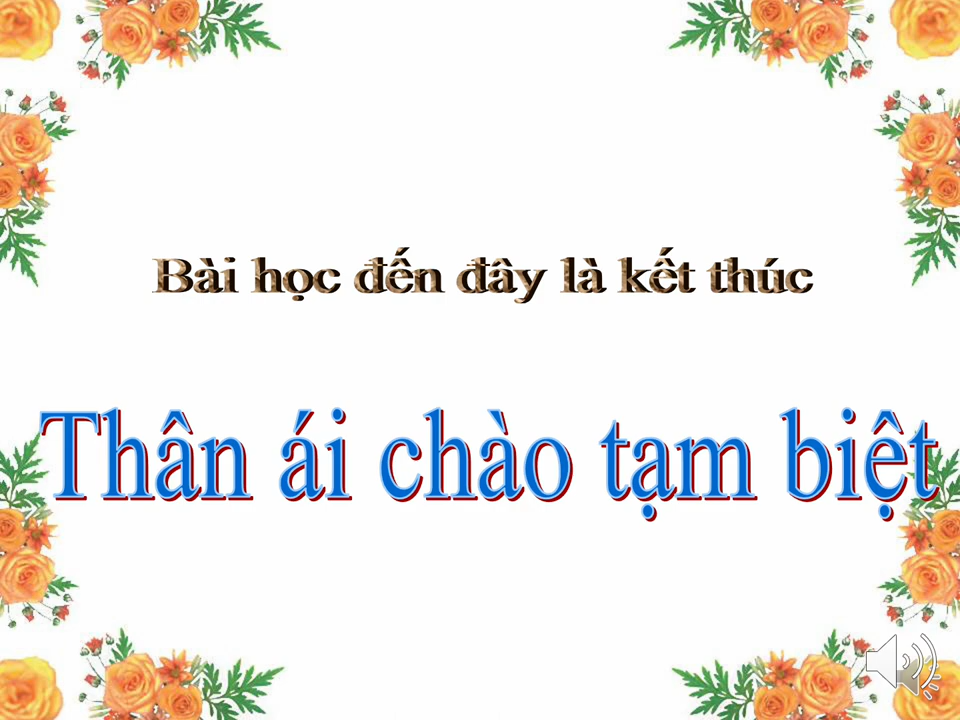 Bài học đến đây là kết thúc
Thân ái chào tạm biệt